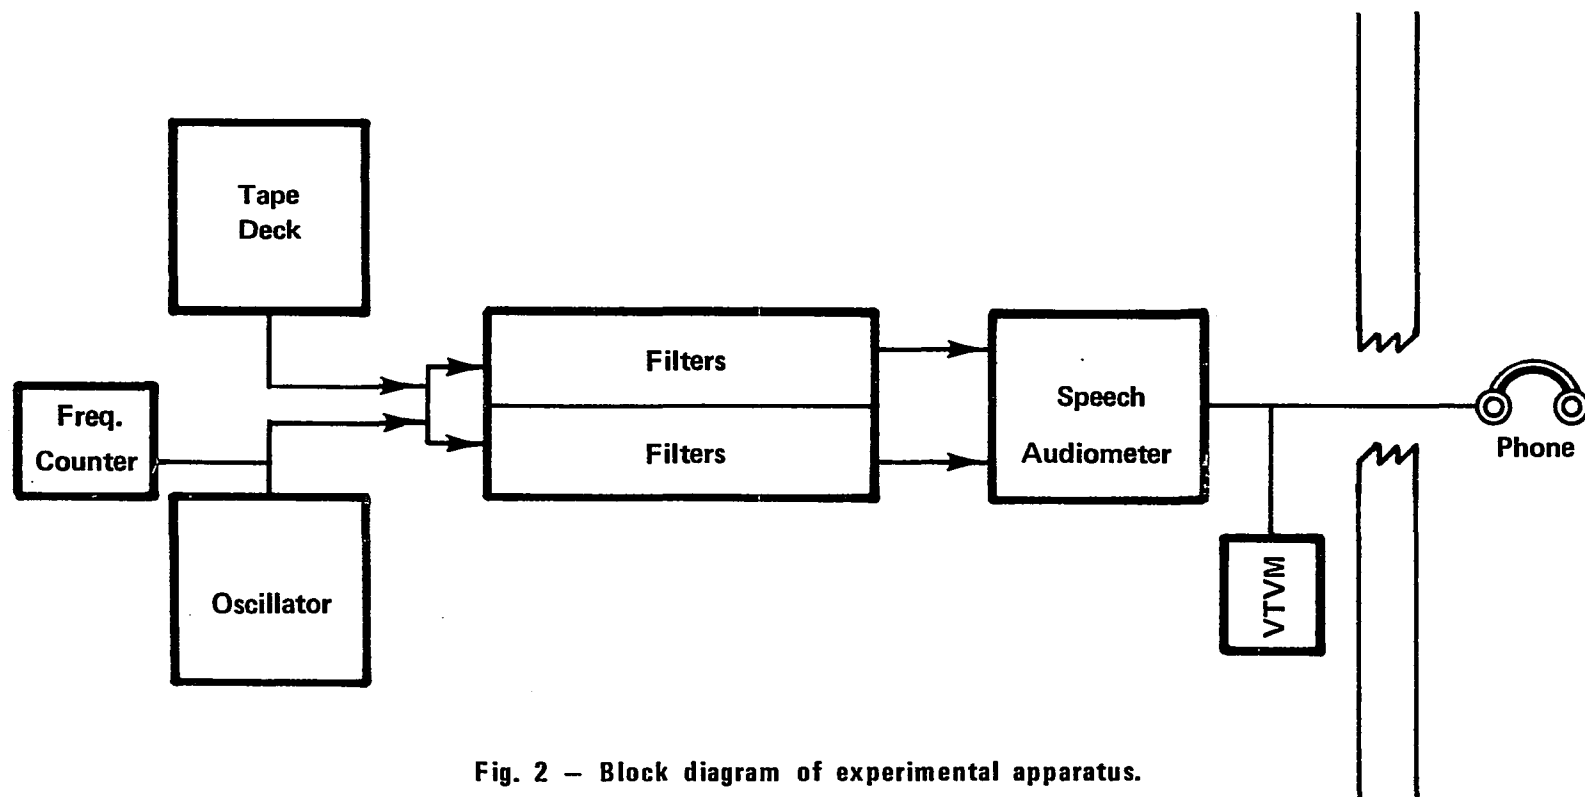 Tape
Deck
Freq.
Counter
Oscillator
Filters
Filters
Speech
Audiometer
VTVM
Phone
Fig. 2 — Block diagram of experimental apparatus.